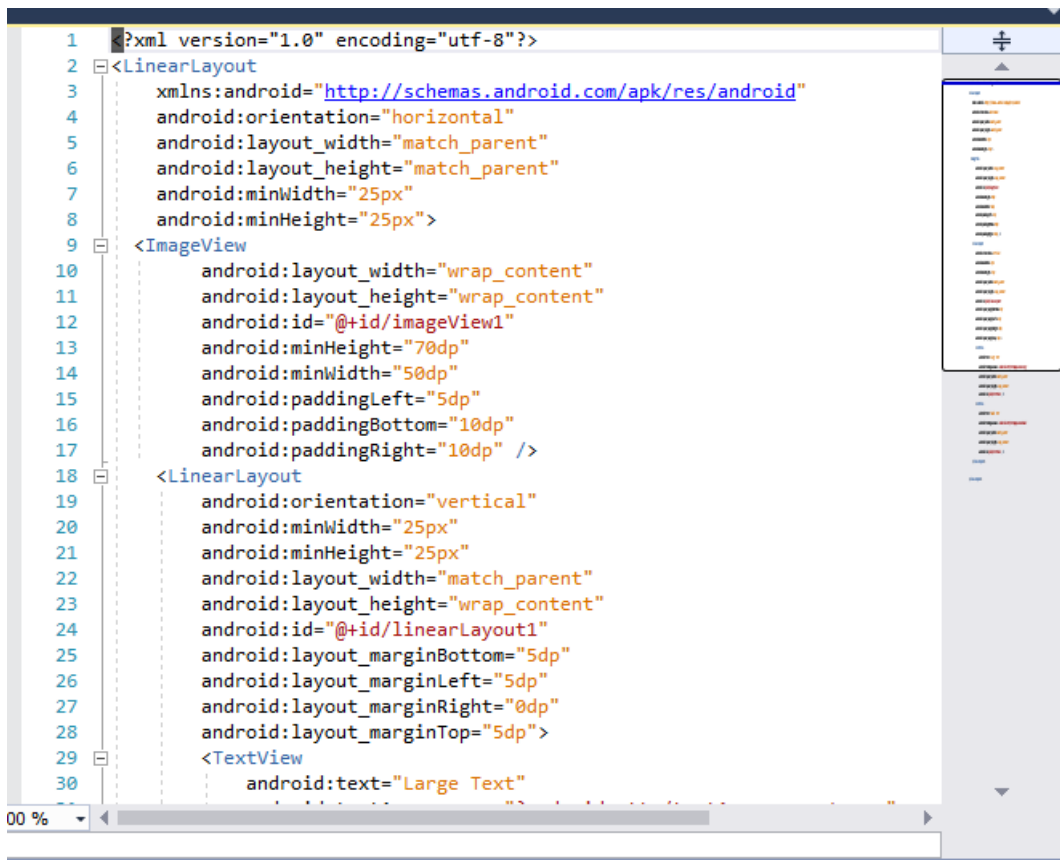 1 <?xml version="1.0" encoding="utf-8"?>
2 <LinearLayout
3 xmlns:android="http://schemas.android.com/apk/res/android"
4 android:orientation="horizontal"
5 android:layout_width="match_parent"
6 android:layout_height="match_parent"
7 android:minWidth="25px"
8 android:minHeight="25px">
9 <ImageView
10 android:layout_width="wrap_content"
11 android:layout_height="wrap_content"
12 android:id="@+id/imageView1"
13 android:minHeight="70dp"
14 android:minWidth="50dp"
15 android:paddingLeft="5dp"
16 android:paddingBottom="10dp"
17 android:paddingRight="10dp" />
18 <LinearLayout
19 android:orientation="vertical"
20 android:minWidth="25px"
21 android:minHeight="25px"
22 android:layout_width="match_parent"
23 android:layout_height="wrap_content"
24 android:id="@+id/linearLayout1"
25 android:layout_marginBottom="5dp"
26 android:layout_marginLeft="5dp"
27 android:layout_marginRight="0dp"
28 android:layout_marginTop="5dp">
29 <TextView
30 android:text="Large Text"
00 %